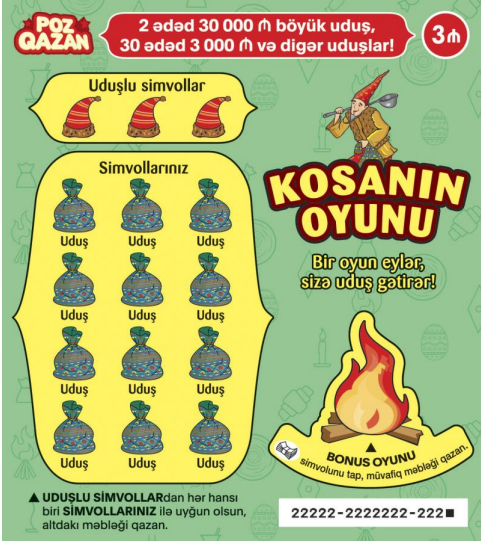 POZ
QAZAN
2 ədəd 30 000 ₼ böyük uduş,
30 ədəd 3 000 ₼ və digər uduşlar!
3₼
Uduşlu simvollar
Simvollarınız
Uduş Uduş Uduş
Uduş Uduş Uduş
Uduş Uduş Uduş
Uduş Uduş Uduş
KOSANIN
OYUNU
Bir oyun eylər,
sizə uduş gətirər!
▲
BONUS OYUNU
simvolunu tap, müvafiq məbləği qazan.
▲ UDUŞLU SİMVOLLARdan hər hansı
biri SİMVOLLARINIZ ilə uyğun olsun,
altdakı məbləği qazan.
22222-2222222-222■